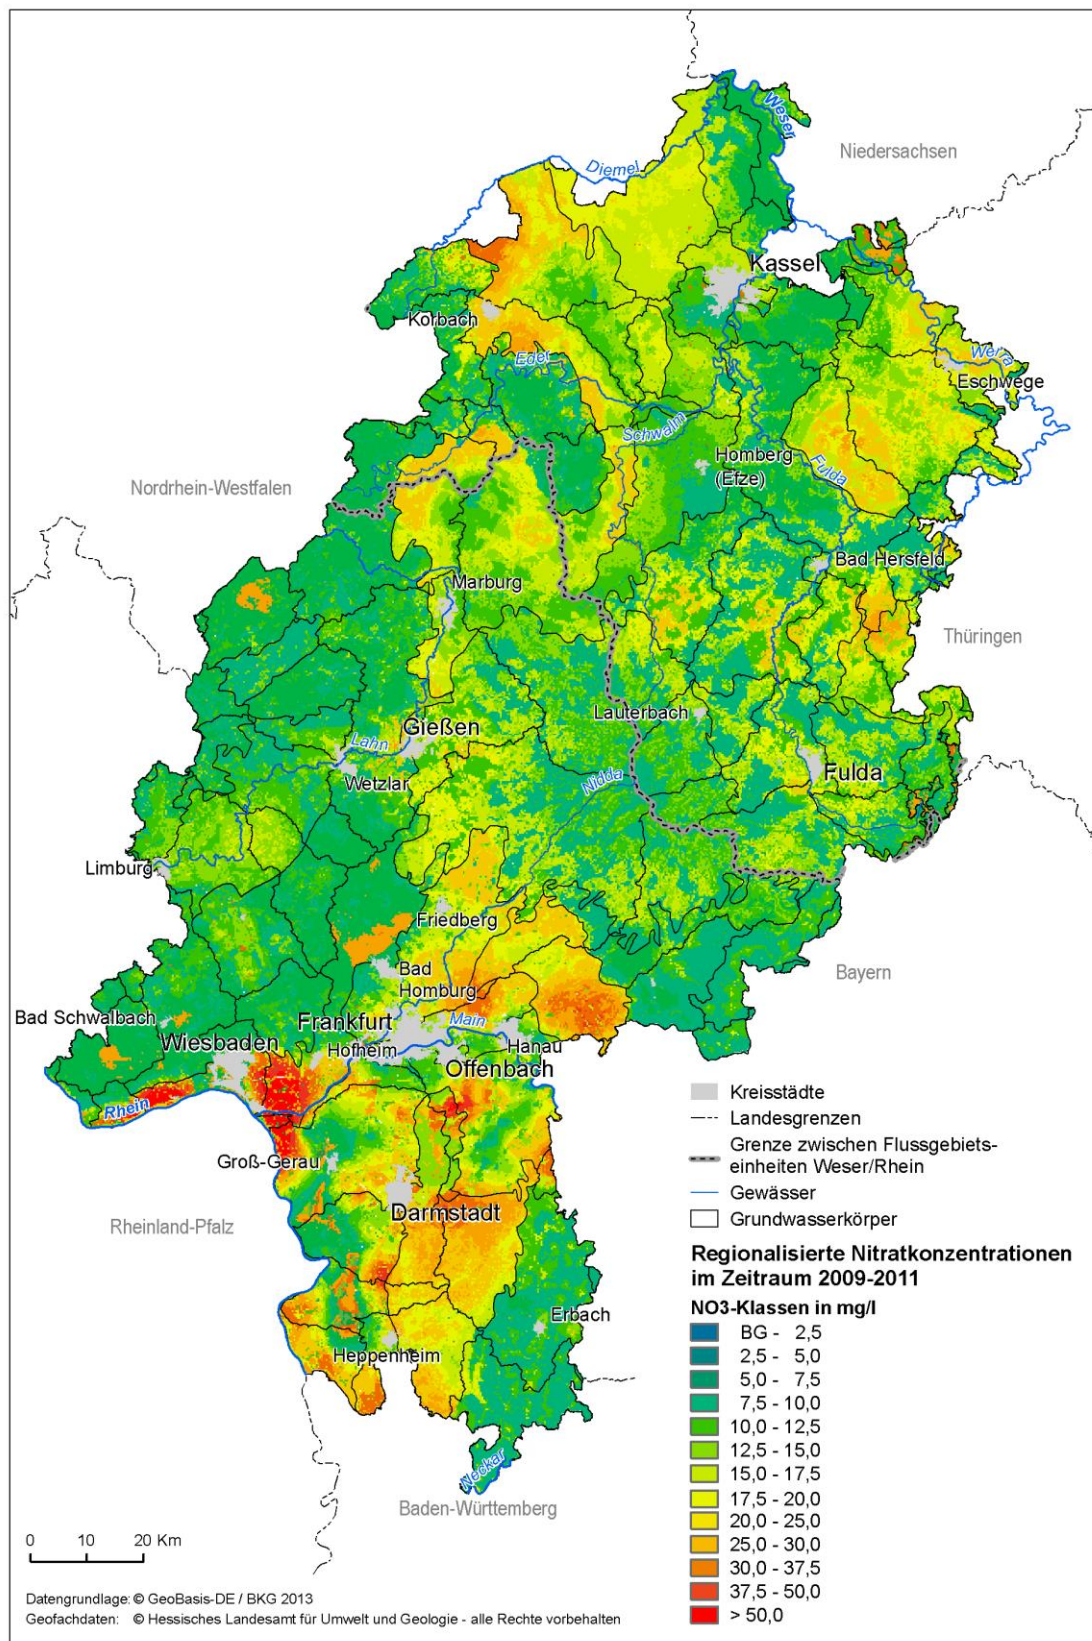 Niedersachsen
Weser
Diemel
Kassel
Korbach
Eder
Werra
Eschwege
Schwalm
Homberg
(Efze)
Fulda
Nordrhein-Westfalen
Bad Hersfeld
Marburg
Thüringen
Lauterbach
Gießen
Lahn
Wetzlar
Nidda
Fulda
Limburg
Friedberg
Bad
Homburg
Bayern
Bad Schwalbach
Frankfurt
Main
Wiesbaden
Hofheim
Hanau
Offenbach
Rhein
Groß-Gerau
Rheinland-Pfalz
Darmstadt
Erbach
Heppenheim
Neckar
Baden-Württemberg
Kreisstädte
Landesgrenzen
Grenze zwischen Flussgebiets-
einheiten Weser/Rhein
Gewässer
Grundwasserkörper
Regionalisierte Nitratkonzentrationen
im Zeitraum 2009-2011
NO3-Klassen in mg/l
BG - 2,5
2,5 - 5,0
5,0 - 7,5
7,5 - 10,0
10,0 - 12,5
12,5 - 15,0
15,0 - 17,5
17,5 - 20,0
20,0 - 25,0
25,0 - 30,0
30,0 - 37,5
37,5 - 50,0
> 50,0
0 10 20 Km
Datengrundlage: © GeoBasis-DE / BKG 2013
Geofachdaten: © Hessisches Landesamt für Umwelt und Geologie - alle Rechte vorbehalten